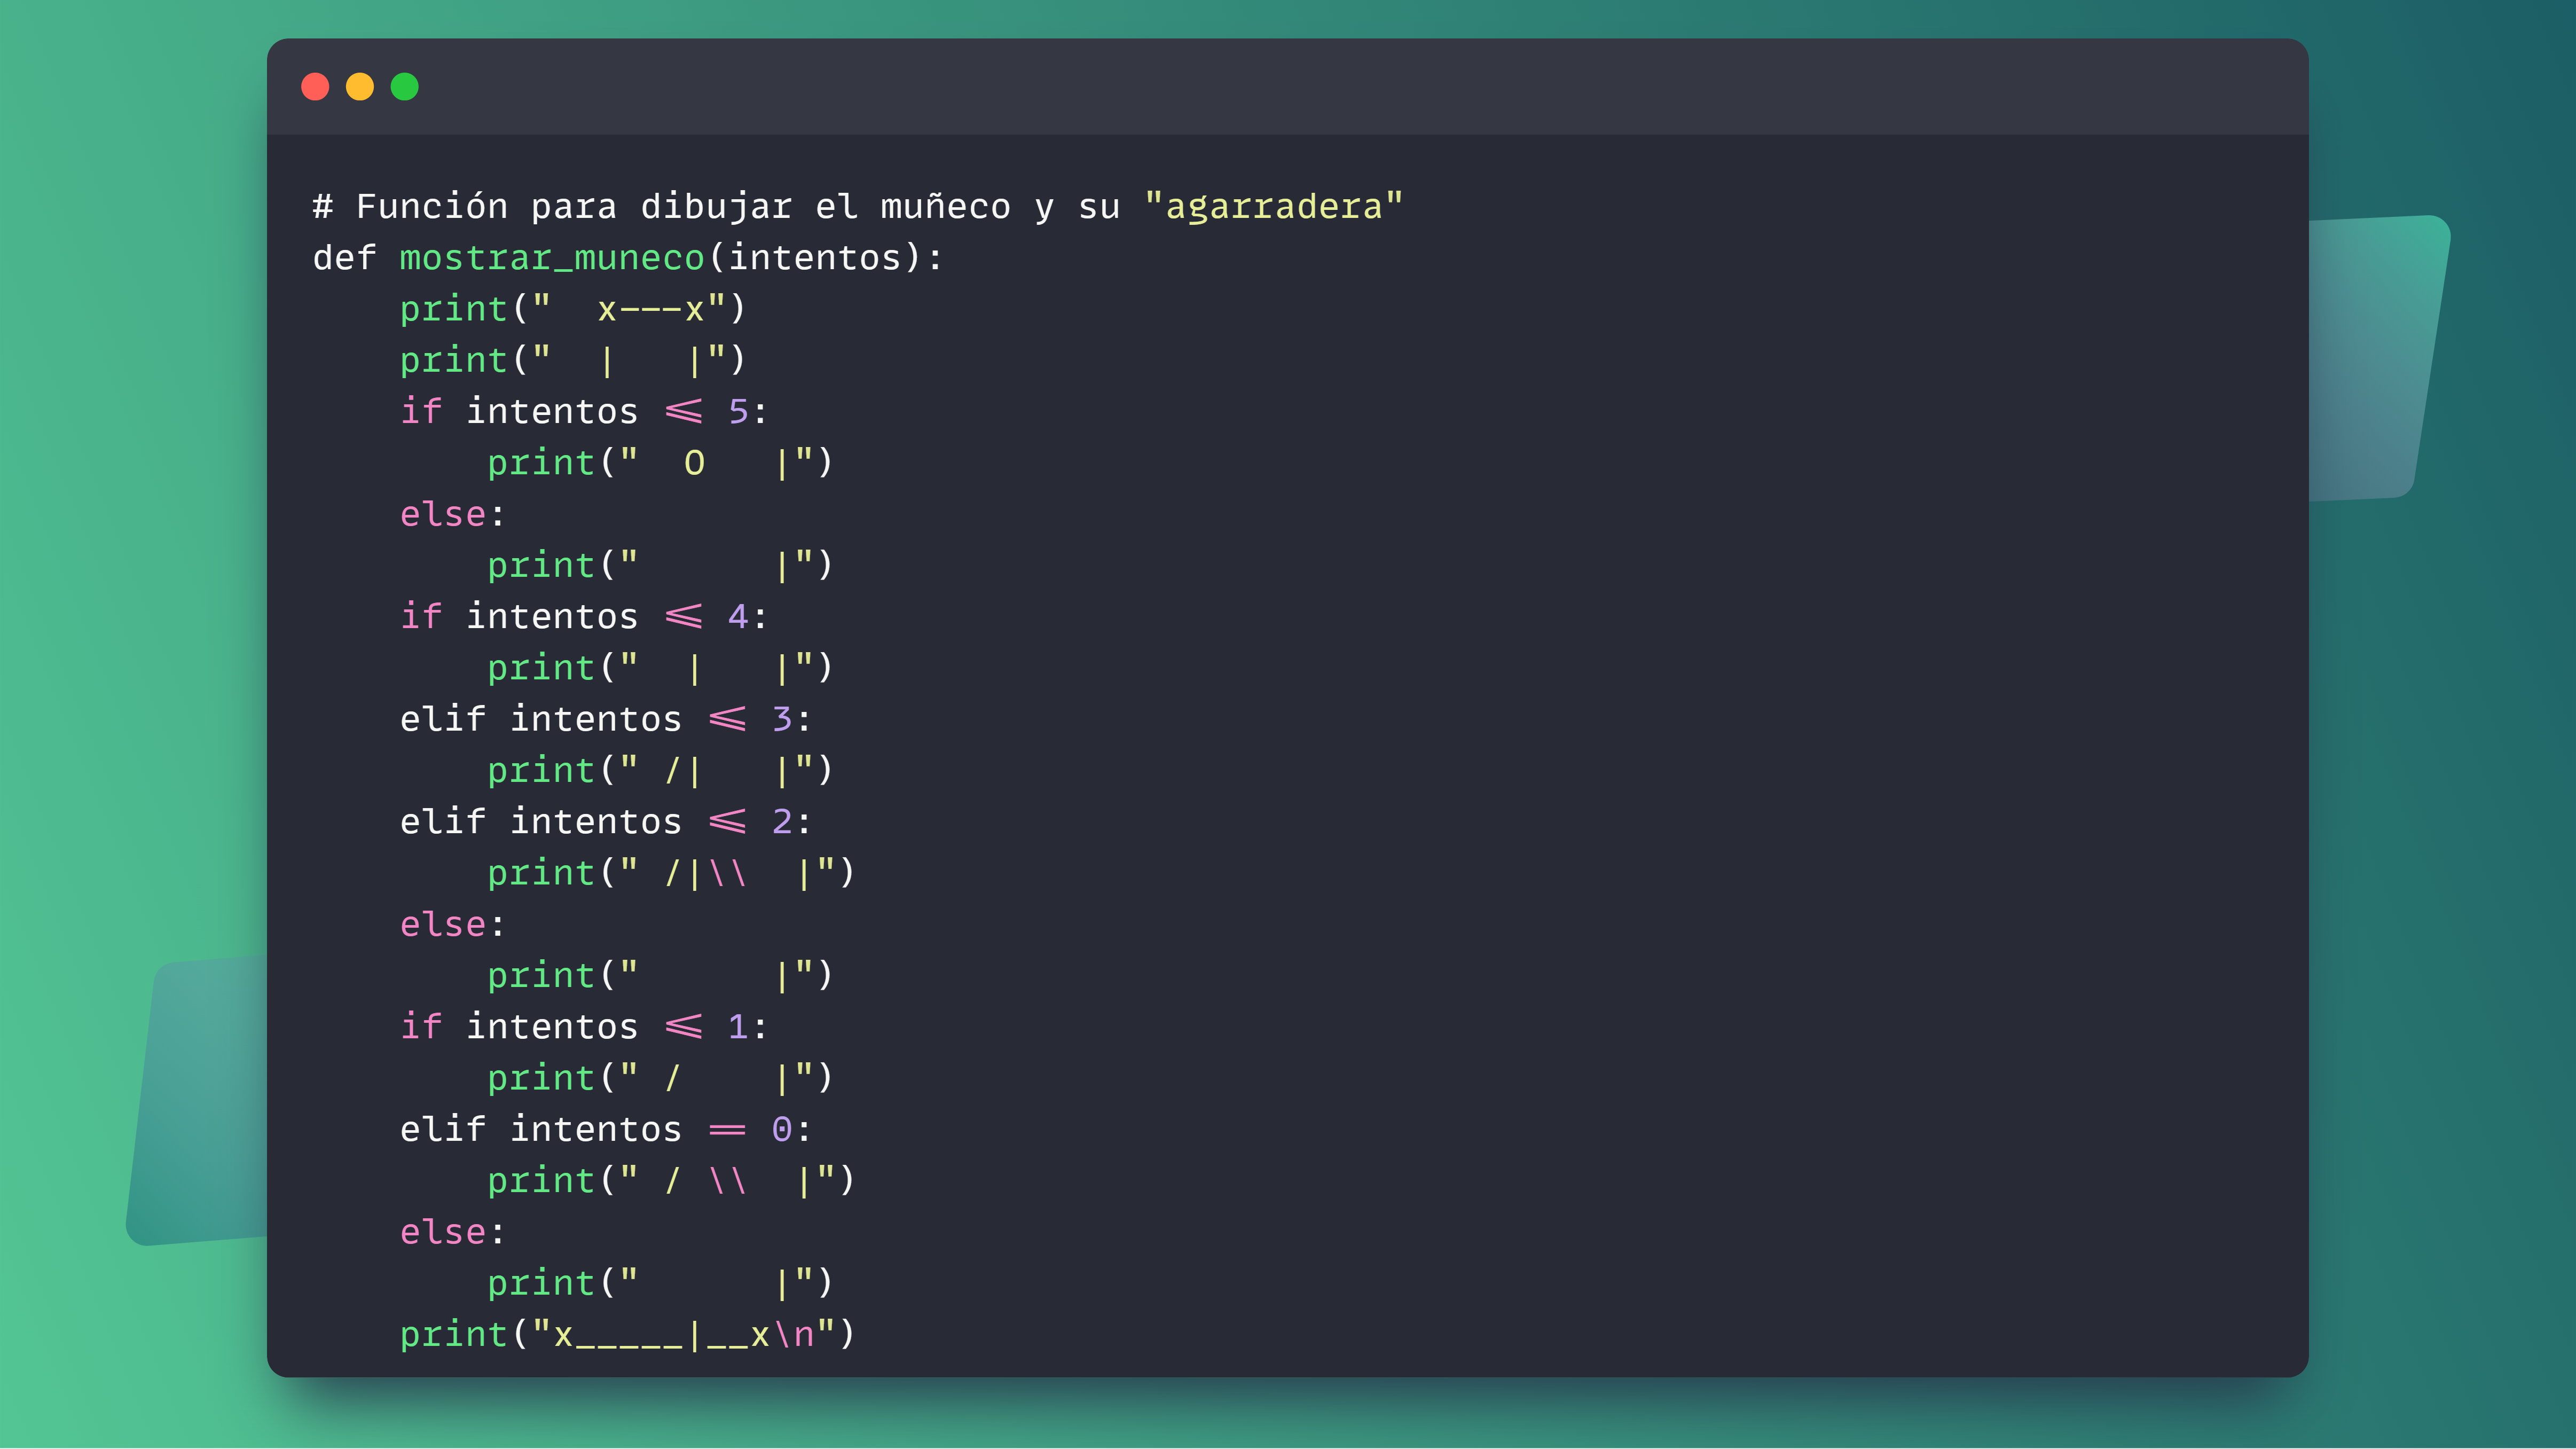 # Función para dibujar el muñeco y su "agarradera"
def mostrar_muneco(intentos):
    print("  x---x")
    print("  |   |")
    if intentos <= 5:
        print("  O   |")
    else:
        print("      |")
    if intentos <= 4:
        print("  |   |")
    elif intentos <= 3:
        print(" /|   |")
    elif intentos <= 2:
        print(" /|\\  |")
    else:
        print("      |")
    if intentos <= 1:
        print(" /    |")
    elif intentos == 0:
        print(" / \\  |")
    else:
        print("      |")
    print("x_____|__x\n")